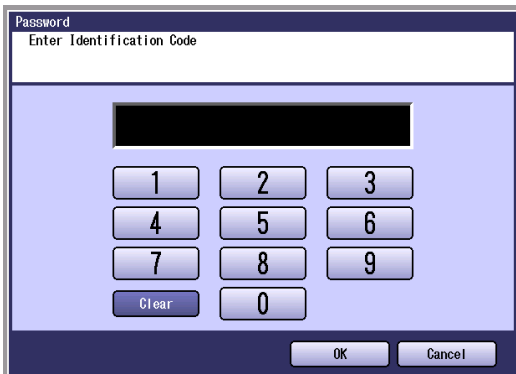 Password
Enter Identification Code
1 2 3
4 5 6
7 8 9
Clear 0
OK Cancel